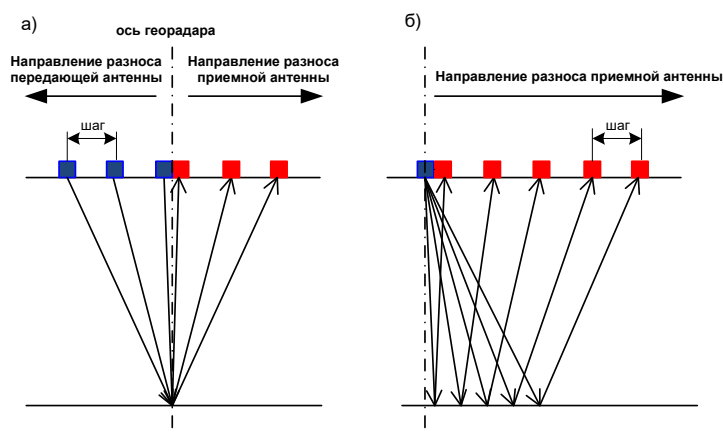 а)
ось георадара
Направление разноса
передающей антенны
Направление разноса
приемной антенны
шаг
б)
Направление разноса приемной антенны
шаг